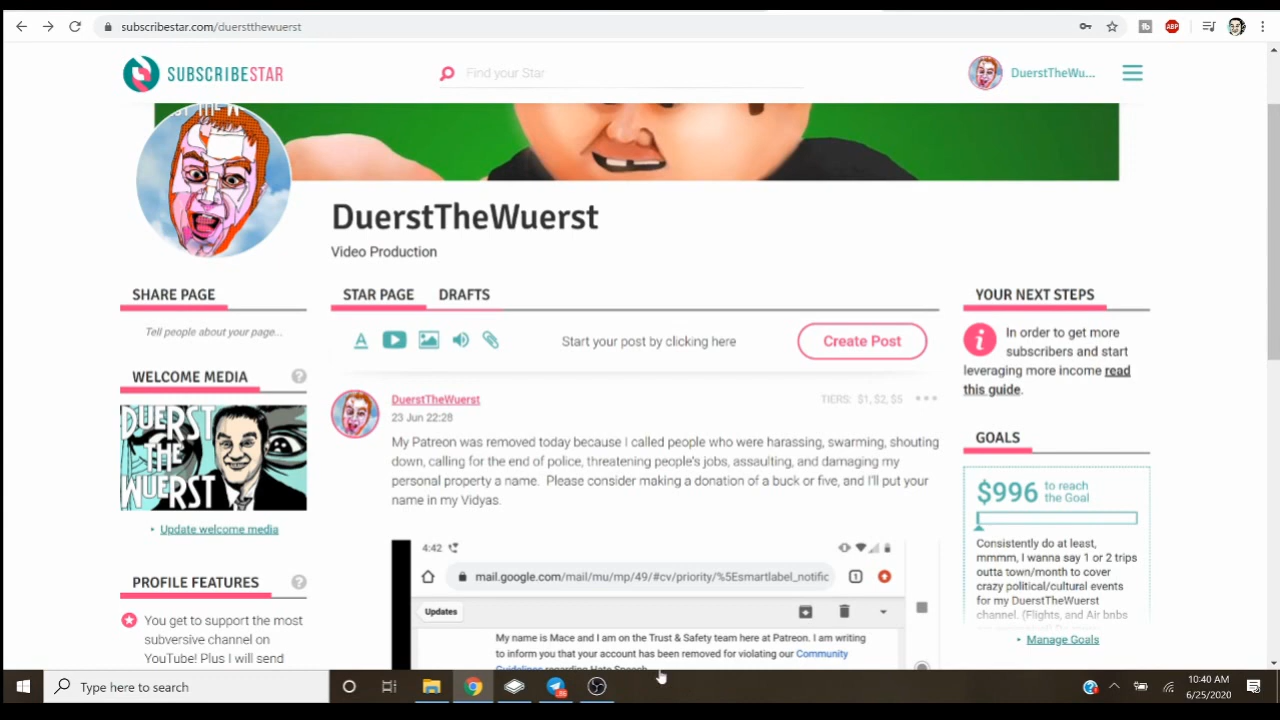 subscribestar.com/duerstthewuerst
ABP
SUBSCRIBESTAR
Find your Star
DuerstTheWu...
DuerstTheWuerst
Video Production
SHARE PAGE
Tell people about your page...
WELCOME MEDIA
?
DUERST
THE
WUERST
Update welcome media
PROFILE FEATURES
?
You get to support the most
subversive channel on
YouTube! Plus I will send
STAR PAGE
DRAFTS
A
Start your post by clicking here
Create Post
DuerstTheWuerst
TIERS: $1, $2, $5
23 Jun 22:28
My Patreon was removed today because I called people who were harassing, swarming, shouting
down, calling for the end of police, threatening people's jobs, assaulting, and damaging my
personal property a name. Please consider making a donation of a buck or five, and I'll put your
name in my Vidyas.
4:42
mail.google.com/mail/mu/mp/49/#cv/priority/%5Esmartlabel_notific
1
Updates
My name is Mace and I am on the Trust & Safety team here at Patreon. I am writing
to inform you that your account has been removed for violating our Community
Guidelines regarding Hate Speech.
YOUR NEXT STEPS
i
In order to get more
subscribers and start
leveraging more income read
this guide.
GOALS
$996 to reach
the Goal
Consistently do at least,
mmmm, I wanna say 1 or 2 trips
outta town/month to cover
crazy political/cultural events
for my DuerstTheWuerst
channel. (Flights, and Air bnbs
Manage Goals
Type here to search
10:40 AM
6/25/2020